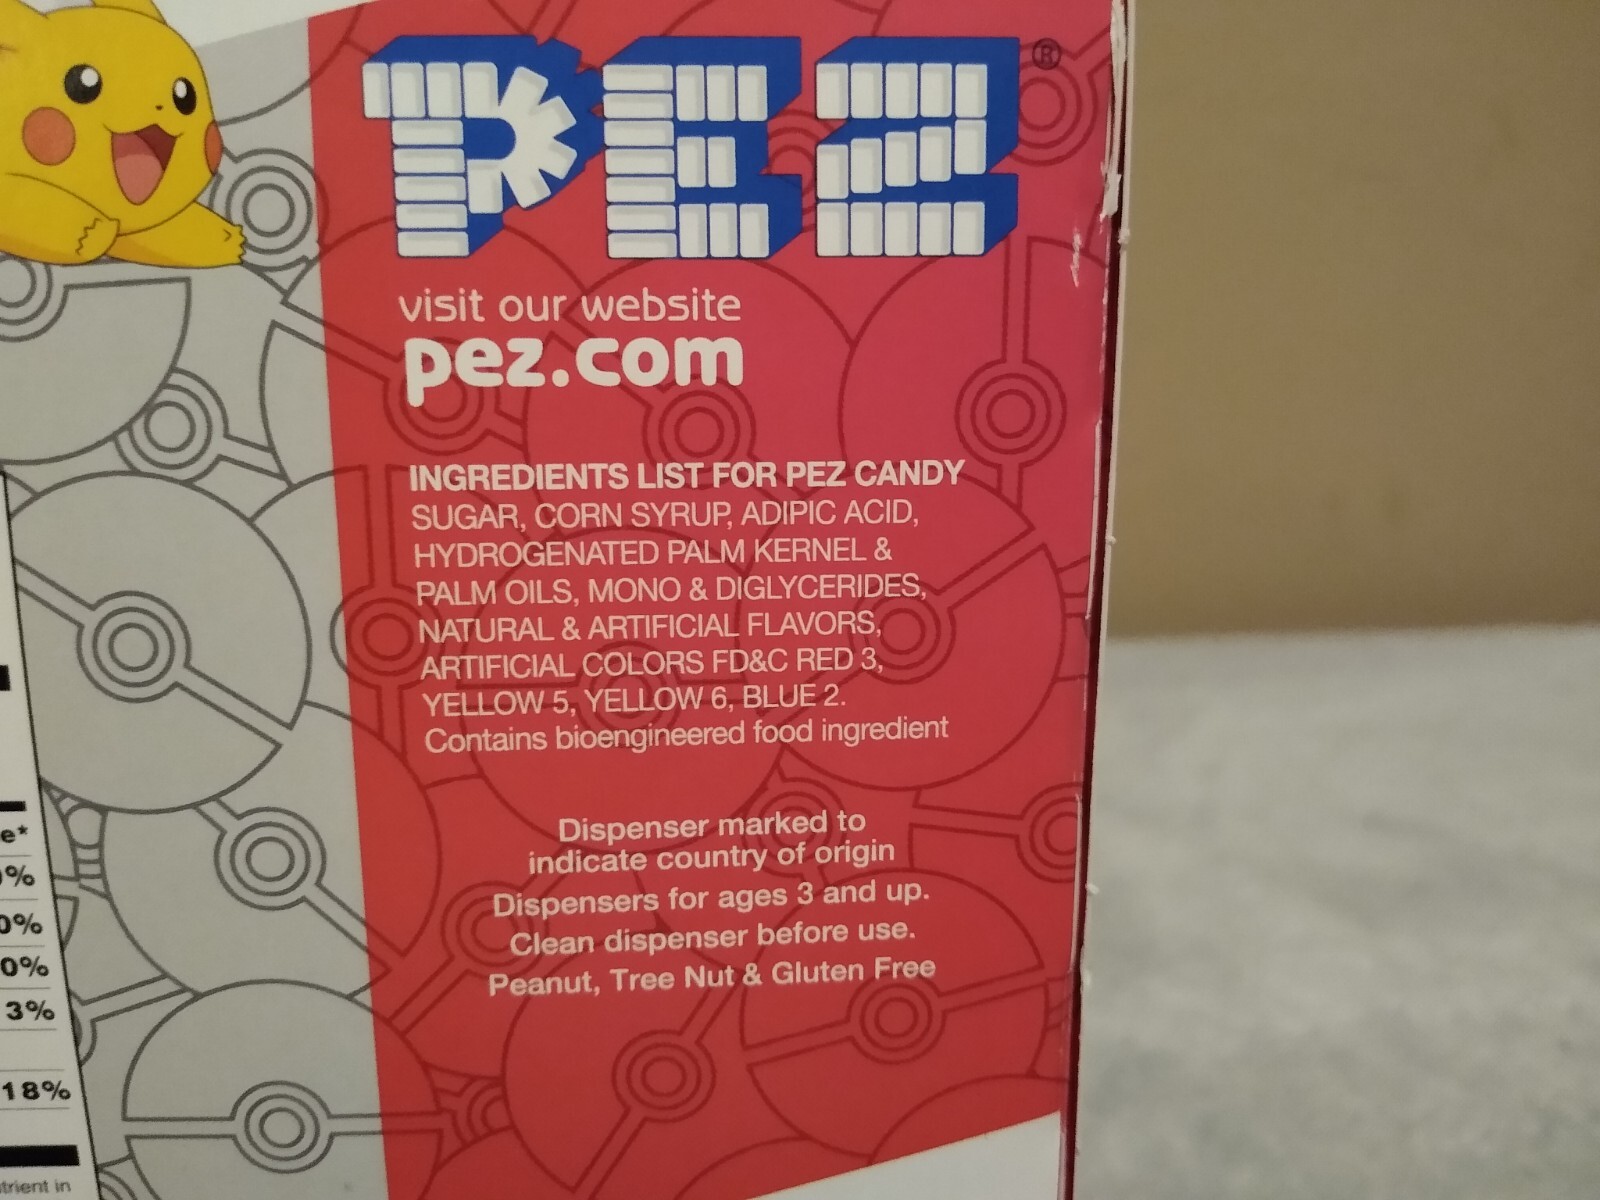 PEZ®
visit our website
pez.com
INGREDIENTS LIST FOR PEZ CANDY
SUGAR, CORN SYRUP, ADIPIC ACID,
HYDROGENATED PALM KERNEL &
PALM OILS, MONO & DIGLYCERIDES,
NATURAL & ARTIFICIAL FLAVORS,
ARTIFICIAL COLORS FD&C RED 3,
YELLOW 5, YELLOW 6, BLUE 2.
Contains bioengineered food ingredient
Dispenser marked to
indicate country of origin
Dispensers for ages 3 and up.
Clean dispenser before use.
Peanut, Tree Nut & Gluten Free
3%
18%
in